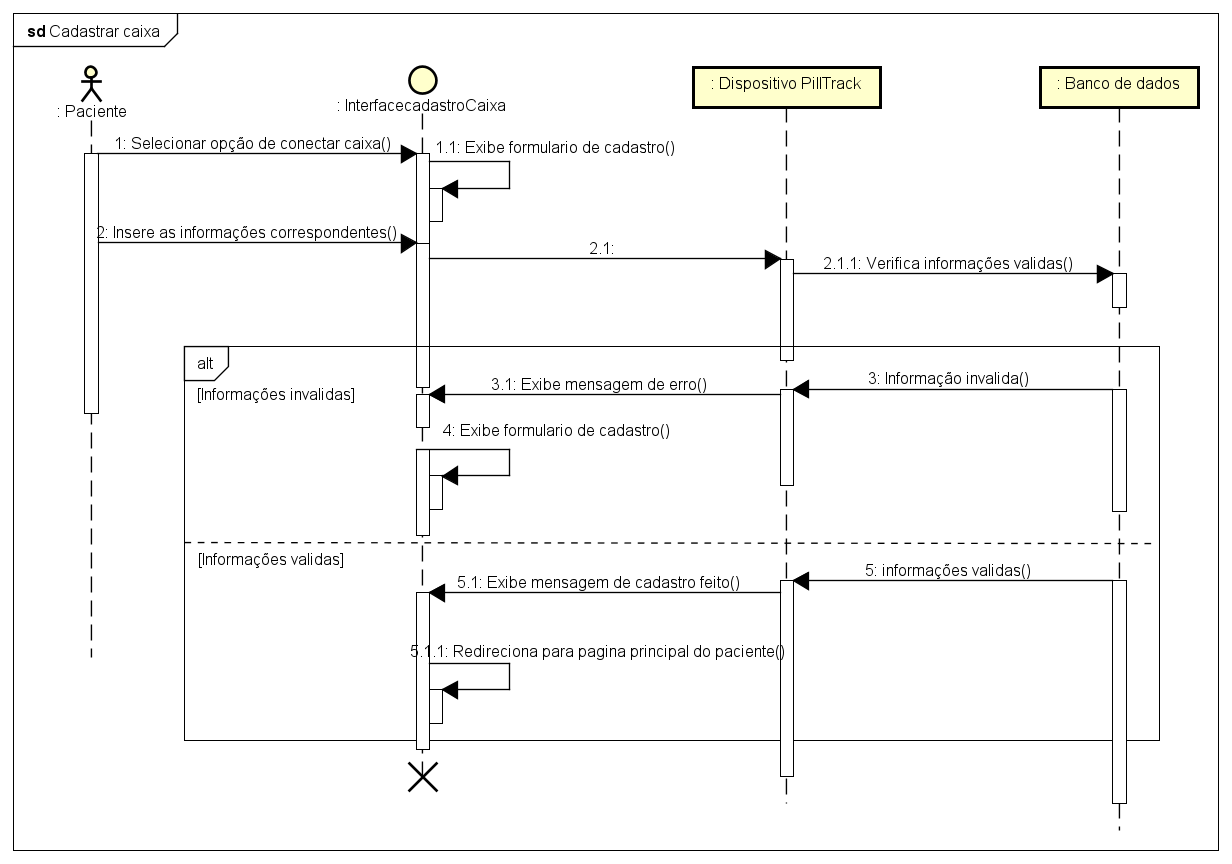 sd Cadastrar caixa
: Paciente
: InterfacecadastroCaixa
: Dispositivo PillTrack
: Banco de dados
1: Selecionar opção de conectar caixa()
1.1: Exibe formulario de cadastro()
2: Insere as informações correspondentes()
2.1:
2.1.1: Verifica informações validas()
alt
[Informações invalidas]
3: Informação invalida()
3.1: Exibe mensagem de erro()
4: Exibe formulario de cadastro()
[Informações validas]
5: informações validas()
5.1: Exibe mensagem de cadastro feito()
5.1.1: Redireciona para pagina principal do paciente()